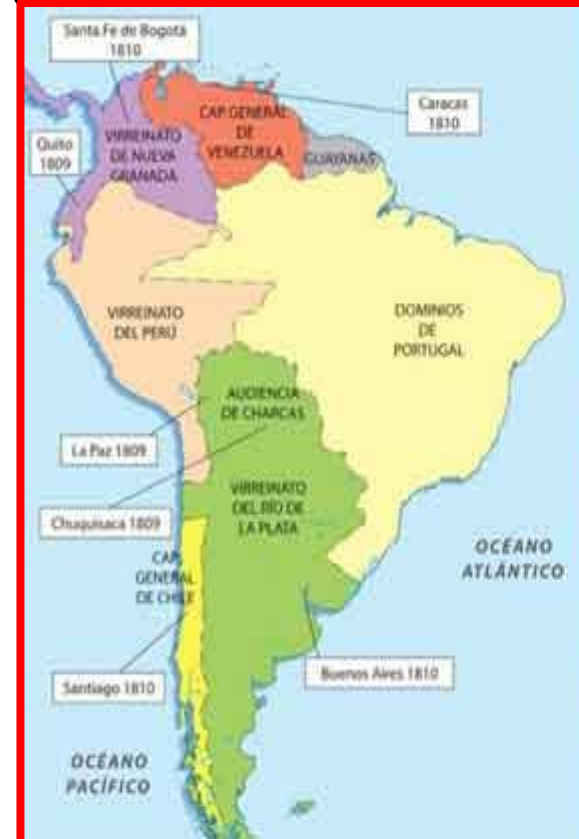 Santa Fe de Bogotá
1810
Caracas
1810
CAP. GENERAL
DE
VENEZUELA
Quito
1809
VIRREINATO
DE NUEVA
GRANADA
GUAYANAS
VIRREINATO
DEL PERÚ
DOMINIOS
DE
PORTUGAL
AUDIENCIA
DE CHARCAS
La Paz 1809
VIRREINATO
DEL RÍO DE
LA PLATA
Chuquisaca 1809
CAP.
GENERAL
DE CHILE
OCÉANO
ATLÁNTICO
Santiago 1810
Buenos Aires 1810
OCÉANO
PACÍFICO